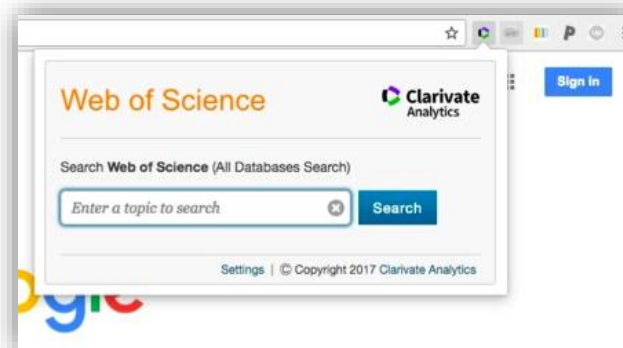 Sign in
Web of Science
Clarivate
Analytics
Search Web of Science (All Databases Search)
Enter a topic to search
Search
Settings | © Copyright 2017 Clarivate Analytics
ogle